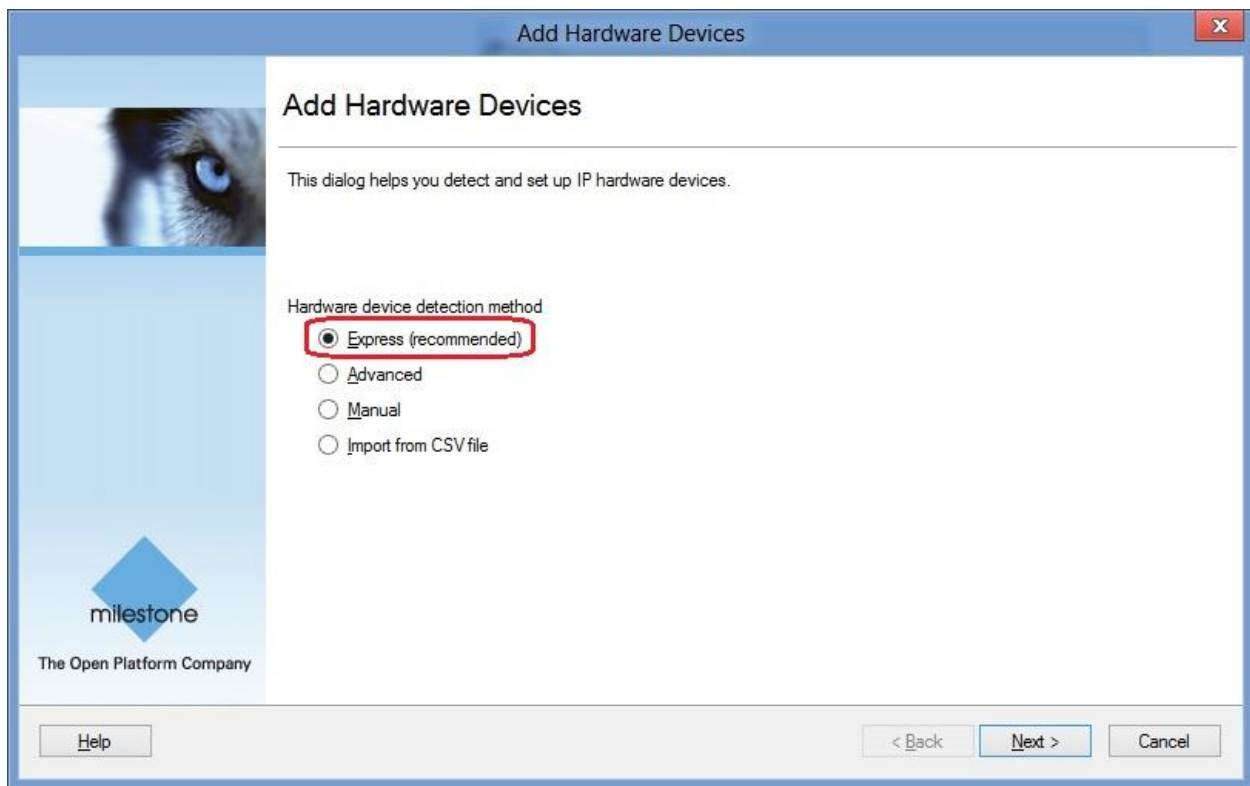 Add Hardware Devices
X
Add Hardware Devices
This dialog helps you detect and set up IP hardware devices.
Hardware device detection method
Express (recommended)
Advanced
Manual
Import from CSV file
milestone
The Open Platform Company
Help
< Back
Next >
Cancel